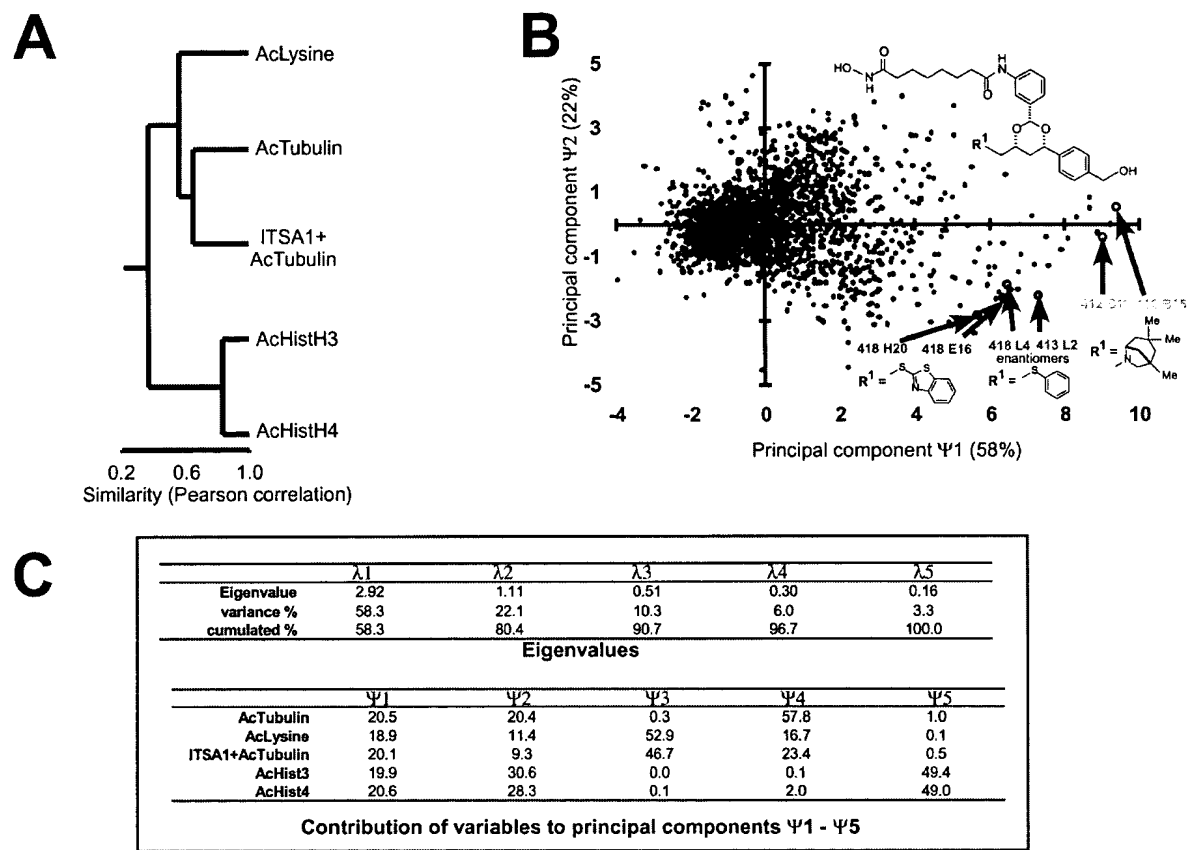 A
AcLysine
AcTubulin
ITSA1+
AcTubulin
AcHistH3
AcHistH4
0.2 0.6 1.0
Similarity (Pearson correlation)
B
Principal component Ψ2 (22%)
5
3
1
-1
-3
-5
-4 -2 0 2 4 6 8 10
Principal component Ψ1 (58%)
HO
O
N
H
O
H
N
O O
R1
OH
418 H20 418 E16 418 L4 413 L2
enantiomers
R1 = S S N
R1 = S
R1 = N Me Me Me
C
λ1 λ2 λ3 λ4 λ5
Eigenvalue 2.92 1.11 0.51 0.30 0.16
variance % 58.3 22.1 10.3 6.0 3.3
cumulated % 58.3 80.4 90.7 96.7 100.0
Eigenvalues
Ψ1 Ψ2 Ψ3 Ψ4 Ψ5
AcTubulin 20.5 20.4 0.3 57.8 1.0
AcLysine 18.9 11.4 52.9 16.7 0.1
ITSA1+AcTubulin 20.1 9.3 46.7 23.4 0.5
AcHist3 19.9 30.6 0.0 0.1 49.4
AcHist4 20.6 28.3 0.1 2.0 49.0
Contribution of variables to principal components Ψ1 - Ψ5